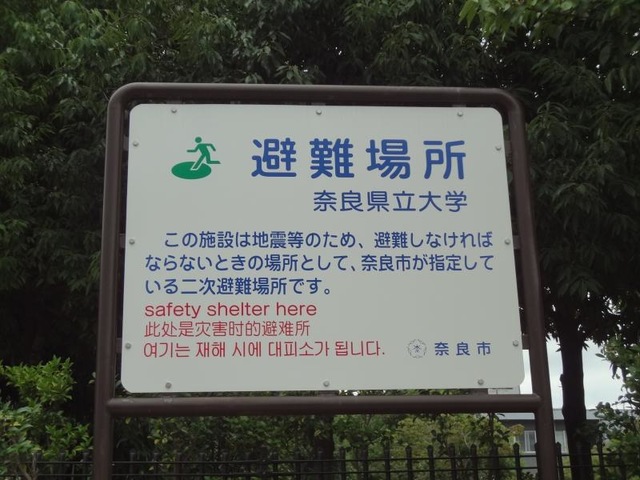 避難場所
奈良県立大学
この施設は地震等のため、避難しなければ
ならないときの場所として、奈良市が指定して
いる二次避難場所です。
safety shelter here
此处是灾害时的避难所
여기는 재해 시에 대피소가 됩니다.
奈良市